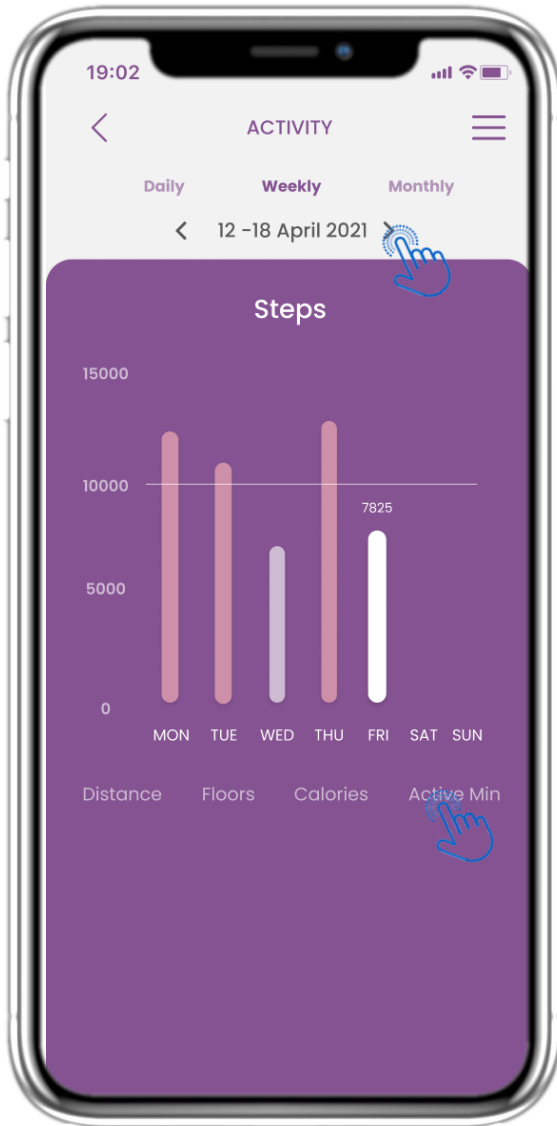 19:02
ACTIVITY
Daily Weekly Monthly
12 -18 April 2021
Steps
15000
10000
7825
5000
0
MON TUE WED THU FRI SAT SUN
Distance Floors Calories Active Min